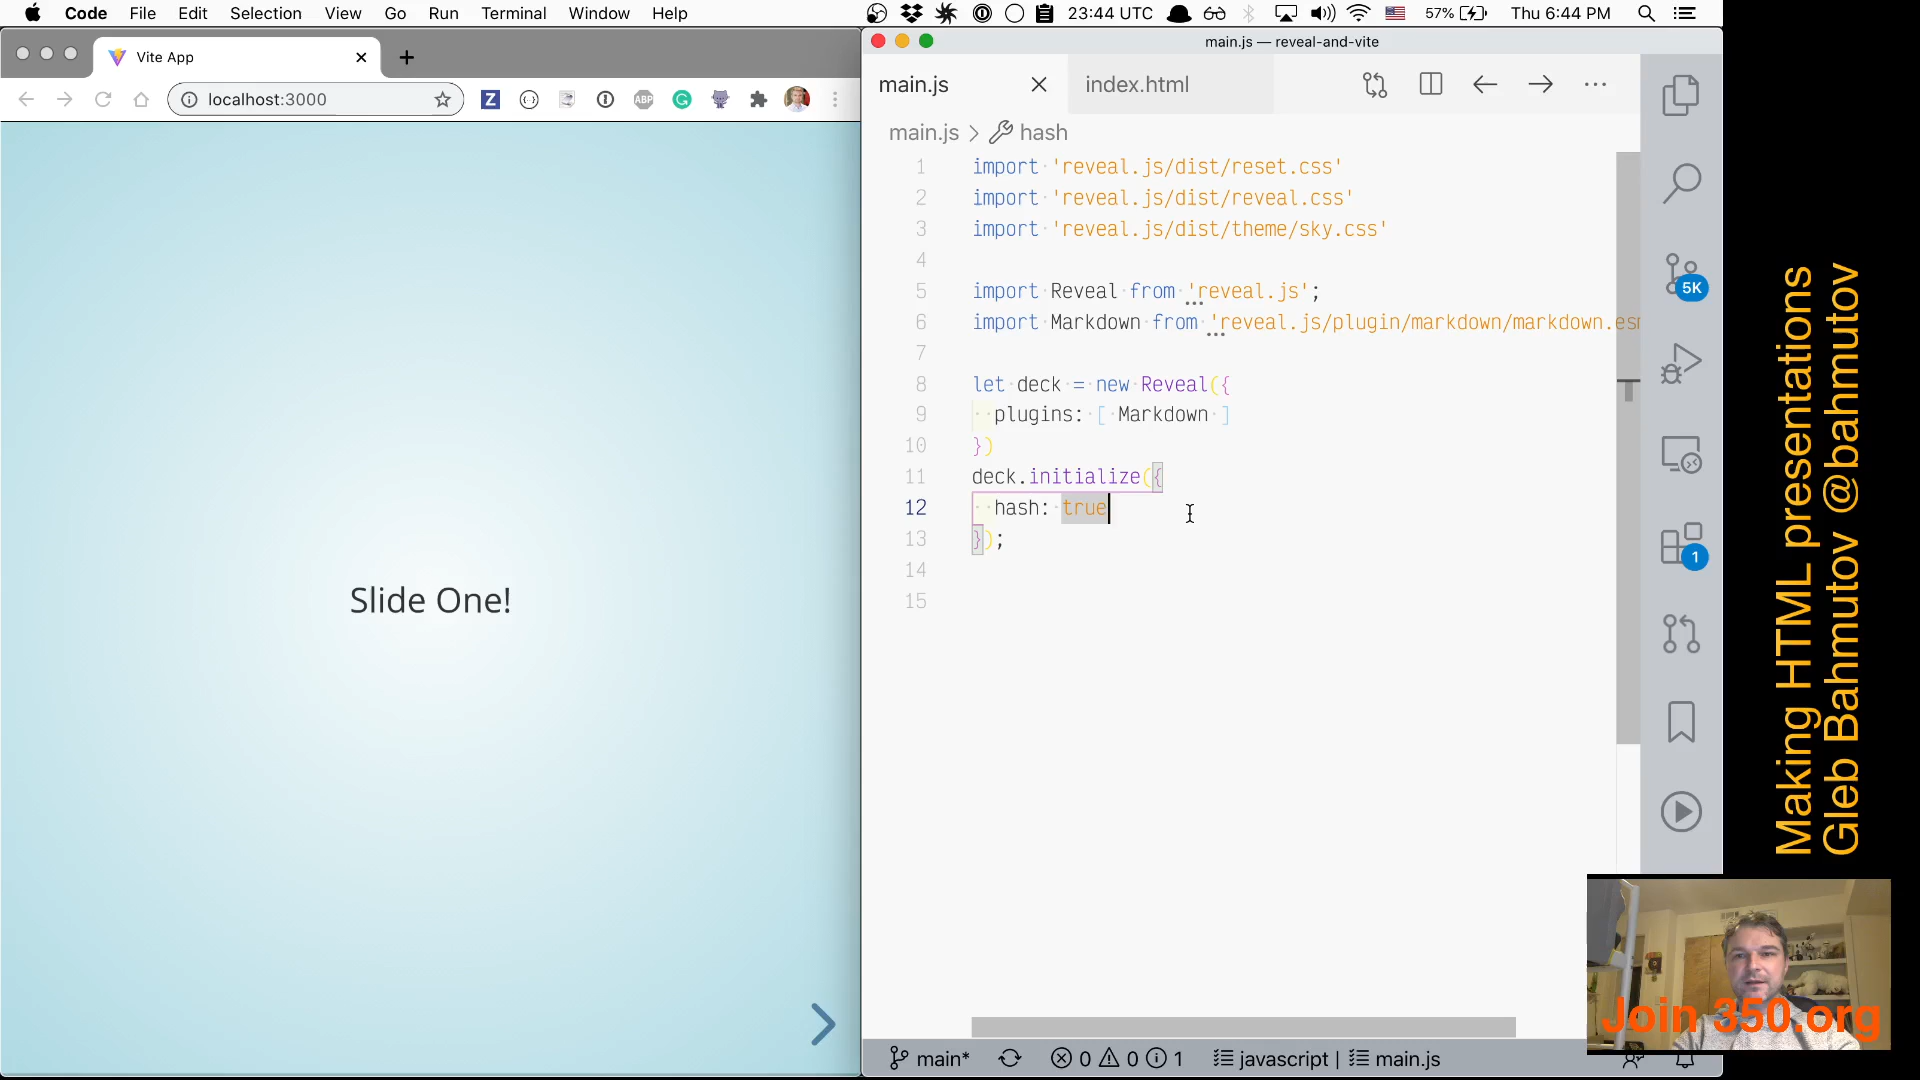 Code File Edit Selection View Go Run Terminal Window Help 23:44 UTC 57% Thu 6:44 PM
main.js — reveal-and-vite
Vite App
localhost:3000
Z
ABP
main.js index.html
main.js > hash
1 import 'reveal.js/dist/reset.css'
2 import 'reveal.js/dist/reveal.css'
3 import 'reveal.js/dist/theme/sky.css'
4
5 import Reveal from 'reveal.js';
6 import Markdown from 'reveal.js/plugin/markdown/markdown.esm
7
8 let deck = new Reveal({
9 plugins: [ Markdown ]
10 })
11 deck.initialize({
12 hash: true
13 });
14
15
5K
1
Slide One!
main* 0 0 1 javascript | main.js
Making HTML presentations
Gleb Bahmutov @bahmutov
Join 350.org